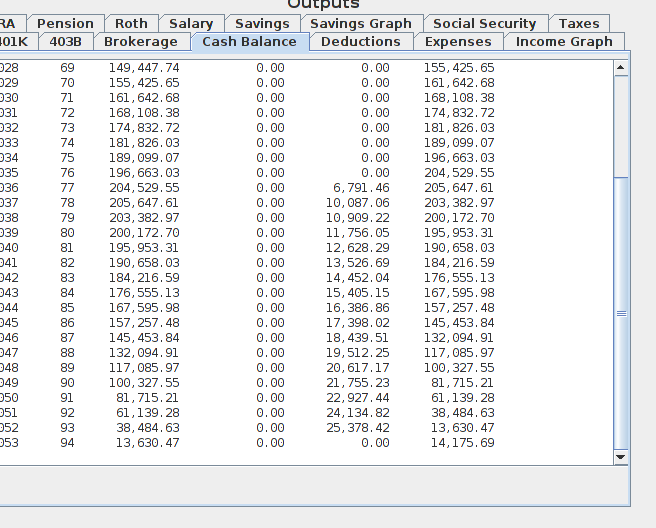 Outputs
RA Pension Roth Salary Savings Savings Graph Social Security Taxes
401K 403B Brokerage Cash Balance Deductions Expenses Income Graph
028 69 149,447.74 0.00 0.00 155,425.65
029 70 155,425.65 0.00 0.00 161,642.68
030 71 161,642.68 0.00 0.00 168,108.38
031 72 168,108.38 0.00 0.00 174,832.72
032 73 174,832.72 0.00 0.00 181,826.03
033 74 181,826.03 0.00 0.00 189,099.07
034 75 189,099.07 0.00 0.00 196,663.03
035 76 196,663.03 0.00 0.00 204,529.55
036 77 204,529.55 0.00 6,791.46 205,647.61
037 78 205,647.61 0.00 10,087.06 203,382.97
038 79 203,382.97 0.00 10,909.22 200,172.70
039 80 200,172.70 0.00 11,756.05 195,953.31
040 81 195,953.31 0.00 12,628.29 190,658.03
041 82 190,658.03 0.00 13,526.69 184,216.59
042 83 184,216.59 0.00 14,452.04 176,555.13
043 84 176,555.13 0.00 15,405.15 167,595.98
044 85 167,595.98 0.00 16,386.86 157,257.48
045 86 157,257.48 0.00 17,398.02 145,453.84
046 87 145,453.84 0.00 18,439.51 132,094.91
047 88 132,094.91 0.00 19,512.25 117,085.97
048 89 117,085.97 0.00 20,617.17 100,327.55
049 90 100,327.55 0.00 21,755.23 81,715.21
050 91 81,715.21 0.00 22,927.44 61,139.28
051 92 61,139.28 0.00 24,134.82 38,484.63
052 93 38,484.63 0.00 25,378.42 13,630.47
053 94 13,630.47 0.00 0.00 14,175.69